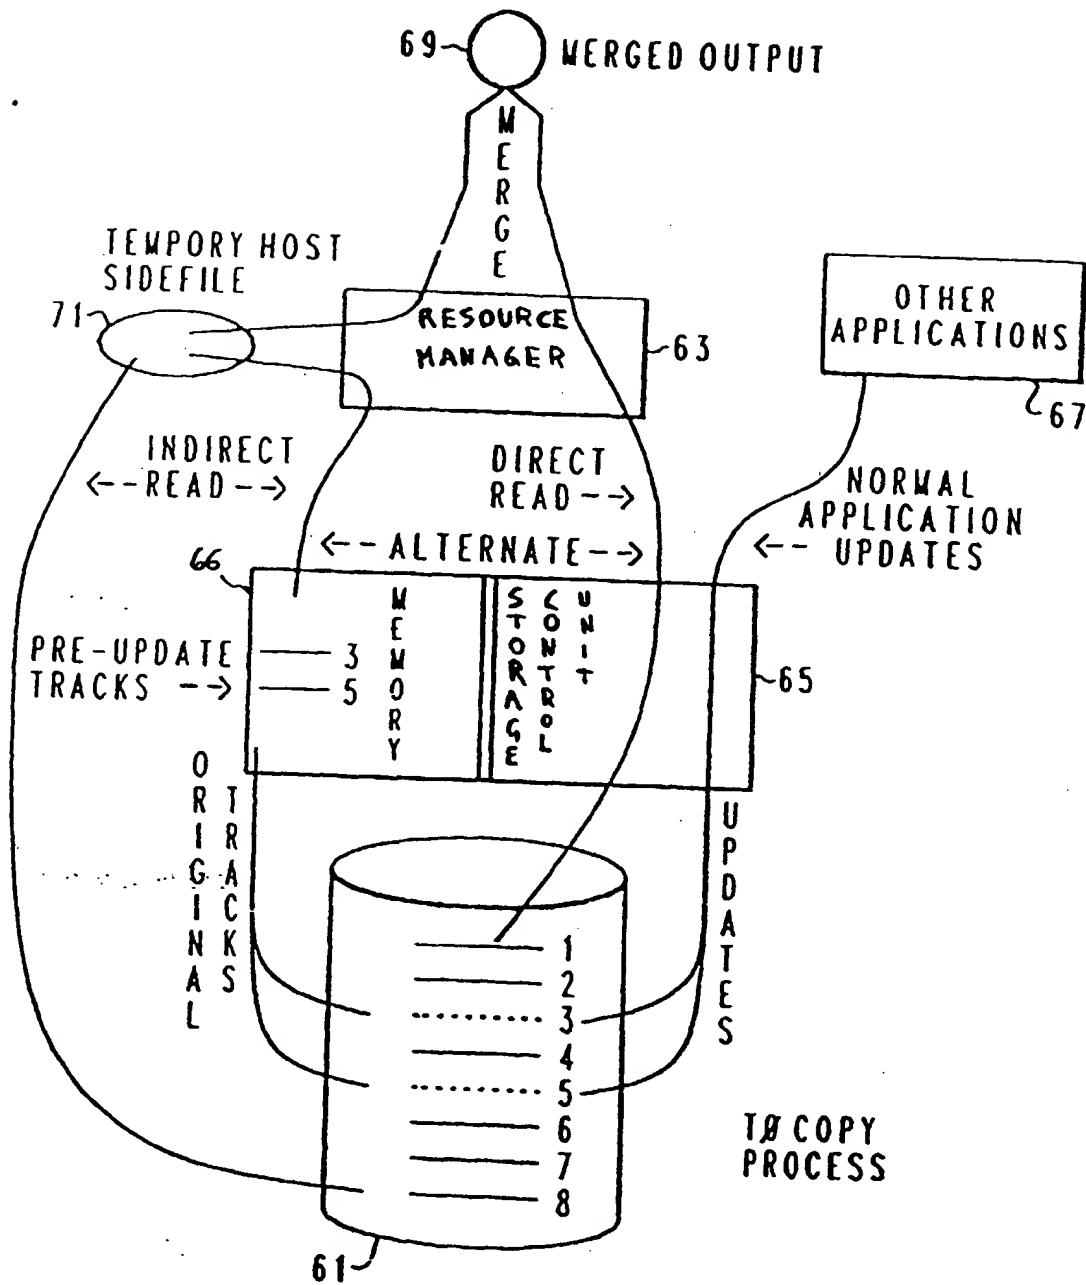 69
MERGED OUTPUT
MERGE
TEMPORY HOST
SIDEFILE
71
RESOURCE
MANAGER
63
OTHER
APPLICATIONS
67
INDIRECT
<--READ-->
DIRECT
READ-->
NORMAL
APPLICATION
<-- UPDATES
<-- ALTERNATE -->
66
MEMORY
STORAGE
CONTROL
UNIT
PRE-UPDATE
TRACKS -->
3
5
65
ORIGINAL
TRACKS
UPDATES
1
2
3
4
5
6
7
8
TØ COPY
PROCESS
61